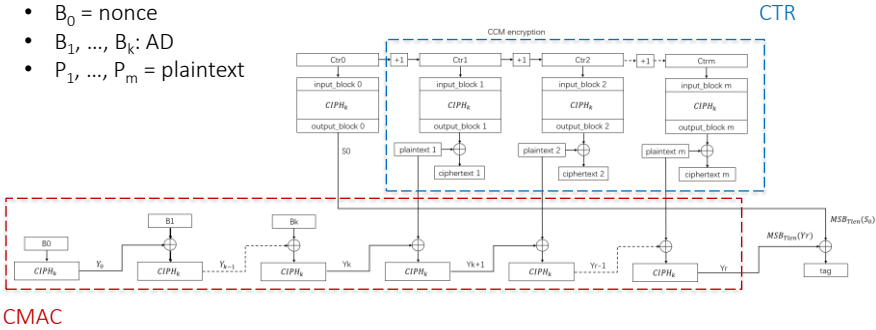 • B0 = nonce
• B1, …, Bk: AD
• P1, …, Pm = plaintext
CTR
CCM encryption
Ctr0 +1 Ctr1 +1 Ctr2 +1 Ctrm
input_block 0 input_block 1 input_block 2 input_block m
CIPHk CIPHk CIPHk CIPHk
output_block 0 output_block 1 output_block 2 output_block m
S0 plaintext 1 plaintext 2 plaintext m
ciphertext 1 ciphertext 2 ciphertext m
B1 Bk MSBTlen(S0)
B0 MSBTlen(Yr)
CIPHk Y0 CIPHk Yk−1 CIPHk Yk CIPHk Yk+1 CIPHk Yr-1 CIPHk Yr tag
CMAC